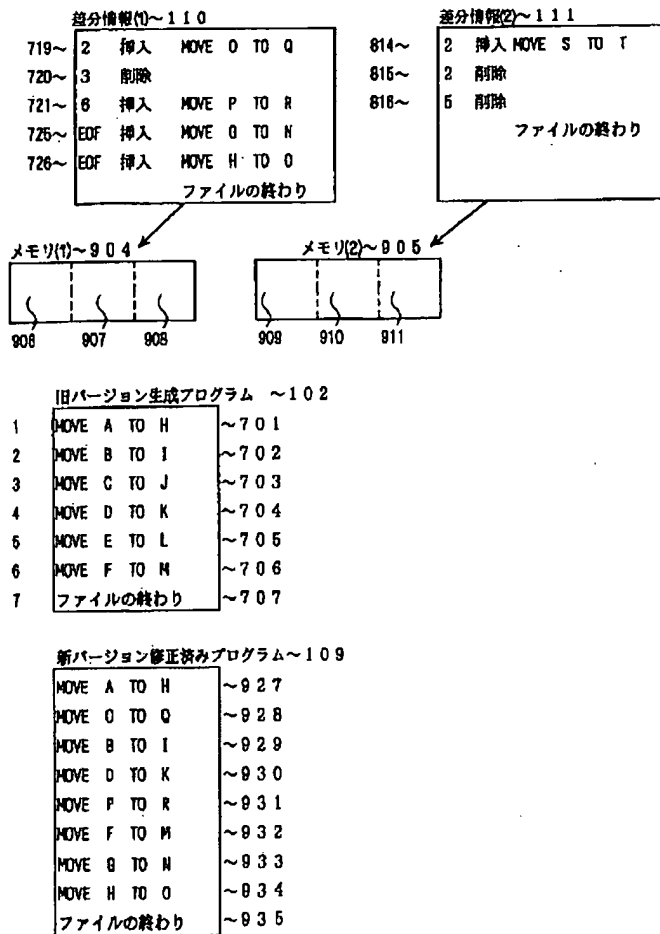 差分情報(1)~110
719~ 2 挿入 MOVE O TO Q
720~ 3 削除
721~ 6 挿入 MOVE P TO R
725~ EOF 挿入 MOVE G TO N
726~ EOF 挿入 MOVE H TO O
ファイルの終わり
差分情報(2)~111
814~ 2 挿入 MOVE S TO T
815~ 2 削除
816~ 5 削除
ファイルの終わり
メモリ(1)~904
906 907 908
メモリ(2)~905
909 910 911
旧バージョン生成プログラム ~102
1 MOVE A TO H ~701
2 MOVE B TO I ~702
3 MOVE C TO J ~703
4 MOVE D TO K ~704
5 MOVE E TO L ~705
6 MOVE F TO M ~706
7 ファイルの終わり ~707
新バージョン修正済みプログラム~109
MOVE A TO H ~927
MOVE O TO Q ~928
MOVE B TO I ~929
MOVE D TO K ~930
MOVE P TO R ~931
MOVE F TO M ~932
MOVE G TO N ~933
MOVE H TO O ~934
ファイルの終わり ~935